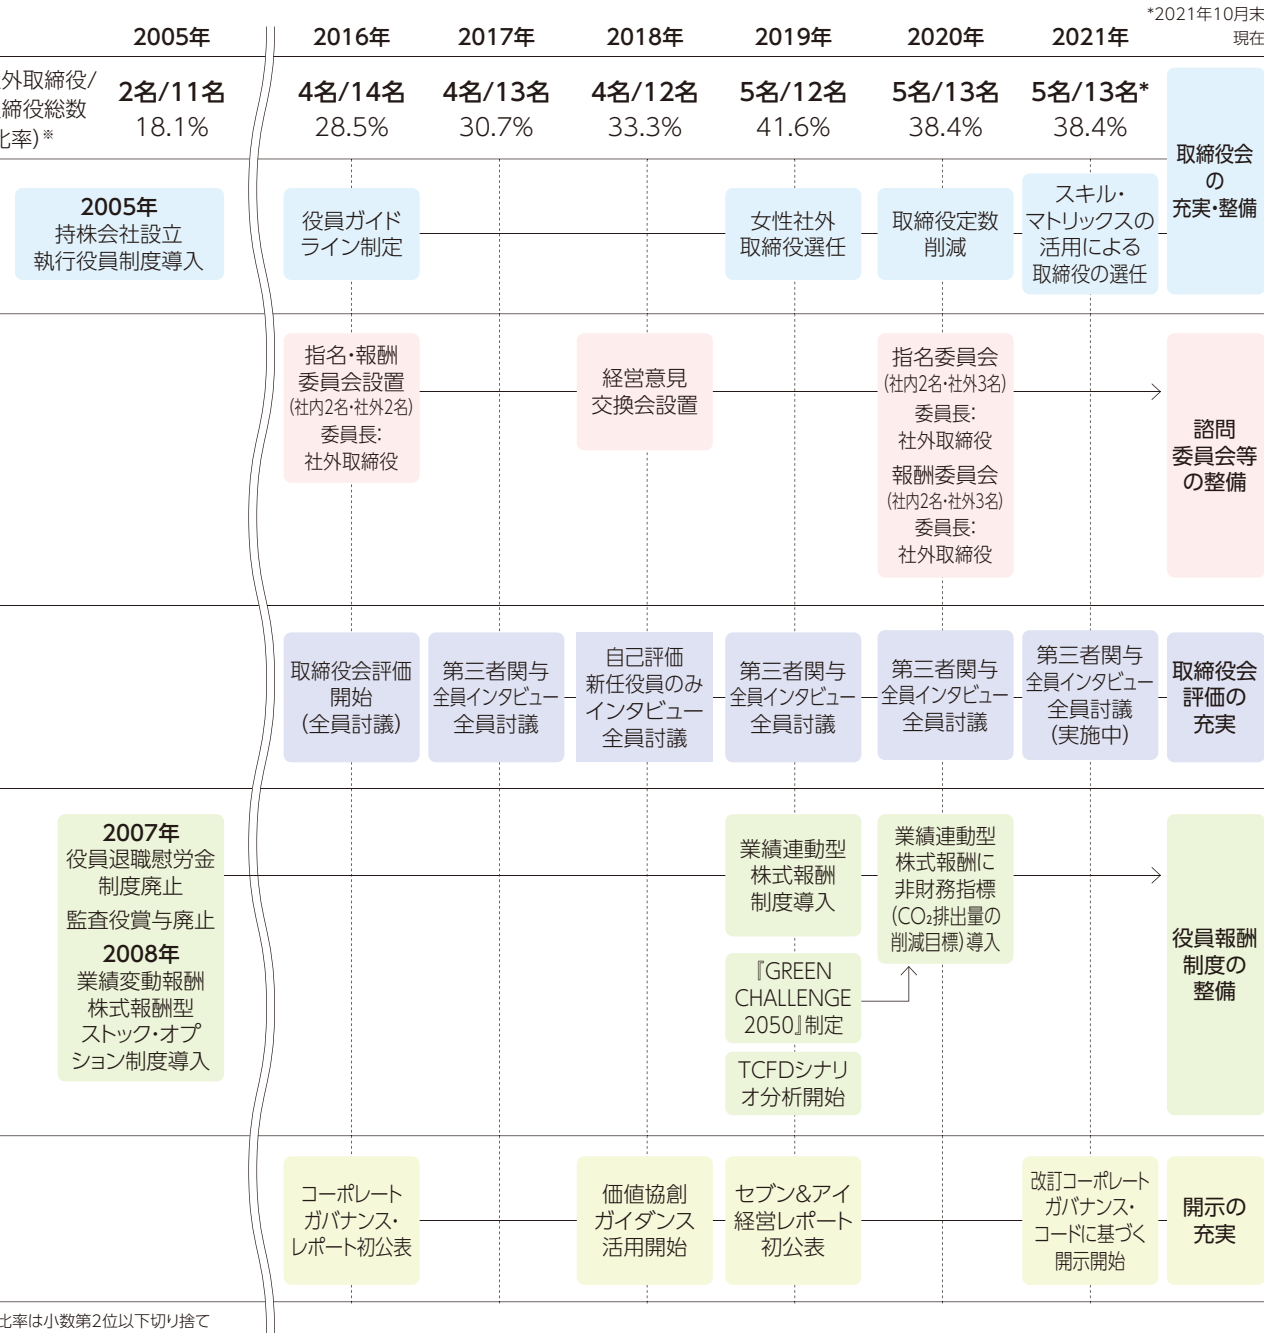 *2021年10月末
現在
2005年 2016年 2017年 2018年 2019年 2020年 2021年
外取締役/
締役総数
比率)※
2名/11名 4名/14名 4名/13名 4名/12名 5名/12名 5名/13名 5名/13名*
18.1% 28.5% 30.7% 33.3% 41.6% 38.4% 38.4%
2005年
持株会社設立
執行役員制度導入
役員ガイド
ライン制定
女性社外
取締役選任
取締役定数
削減
スキル・
マトリックスの
活用による
取締役の選任
取締役会
の
充実・整備
指名・報酬
委員会設置
(社内2名・社外2名)
委員長:
社外取締役
経営意見
交換会設置
指名委員会
(社内2名・社外3名)
委員長:
社外取締役
報酬委員会
(社内2名・社外3名)
委員長:
社外取締役
諮問
委員会等
の整備
取締役会評価
開始
(全員討議)
第三者関与
全員インタビュー
全員討議
自己評価
新任役員のみ
インタビュー
全員討議
第三者関与
全員インタビュー
全員討議
第三者関与
全員インタビュー
全員討議
第三者関与
全員インタビュー
全員討議
(実施中)
取締役会
評価の
充実
2007年
役員退職慰労金
制度廃止
監査役賞与廃止
2008年
業績変動報酬
株式報酬型
ストック・オプ
ション制度導入
業績連動型
株式報酬
制度導入
『GREEN
CHALLENGE
2050』制定
TCFDシナリ
オ分析開始
業績連動型
株式報酬に
非財務指標
(CO₂排出量の
削減目標)導入
役員報酬
制度の
整備
コーポレート
ガバナンス・
レポート初公表
価値協創
ガイダンス
活用開始
セブン&アイ
経営レポート
初公表
改訂コーポレート
ガバナンス・
コードに基づく
開示開始
開示の
充実
比率は小数第2位以下切り捨て